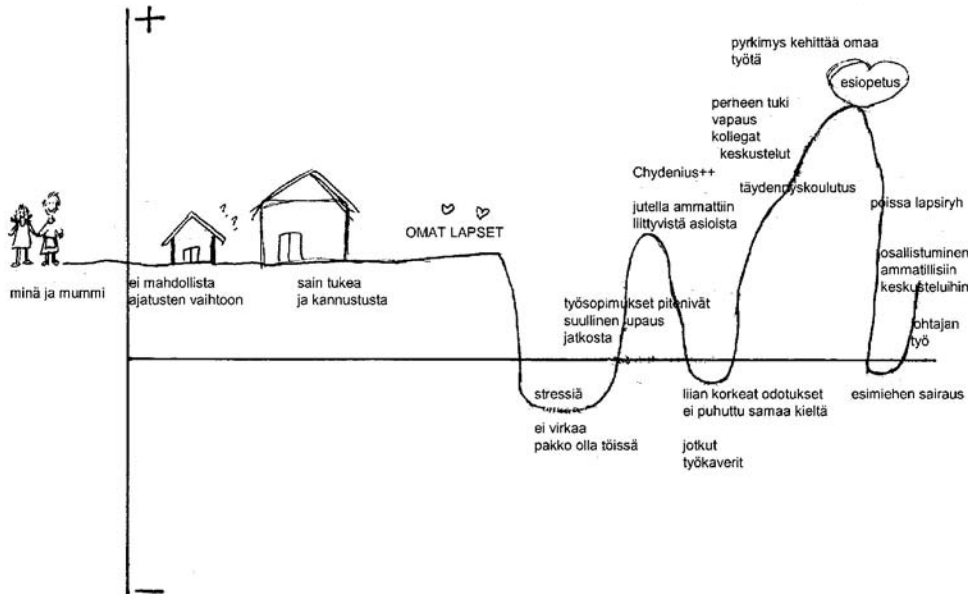 +
pyrkimys kehittää omaa
työtä
esiopetus
perheen tuki
vapaus
kollegat
keskustelut
Chydenius++
täydennyskoulutus
poissa lapsiryh
jutella ammattiin
liittyvistä asioista
? ? ?
OMAT LAPSET
osallistuminen
ammatillisiin
keskusteluihin
minä ja mummi
ei mahdollista
ajatusten vaihtoon
sain tukea
ja kannustusta
työsopimukset pitenivät
suullinen lupaus
jatkosta
johtajan
työ
stressiä
liian korkeat odotukset
ei puhuttu samaa kieltä
esimiehen sairaus
ei virkaa
pakko olla töissä
jotkut
työkaverit
–